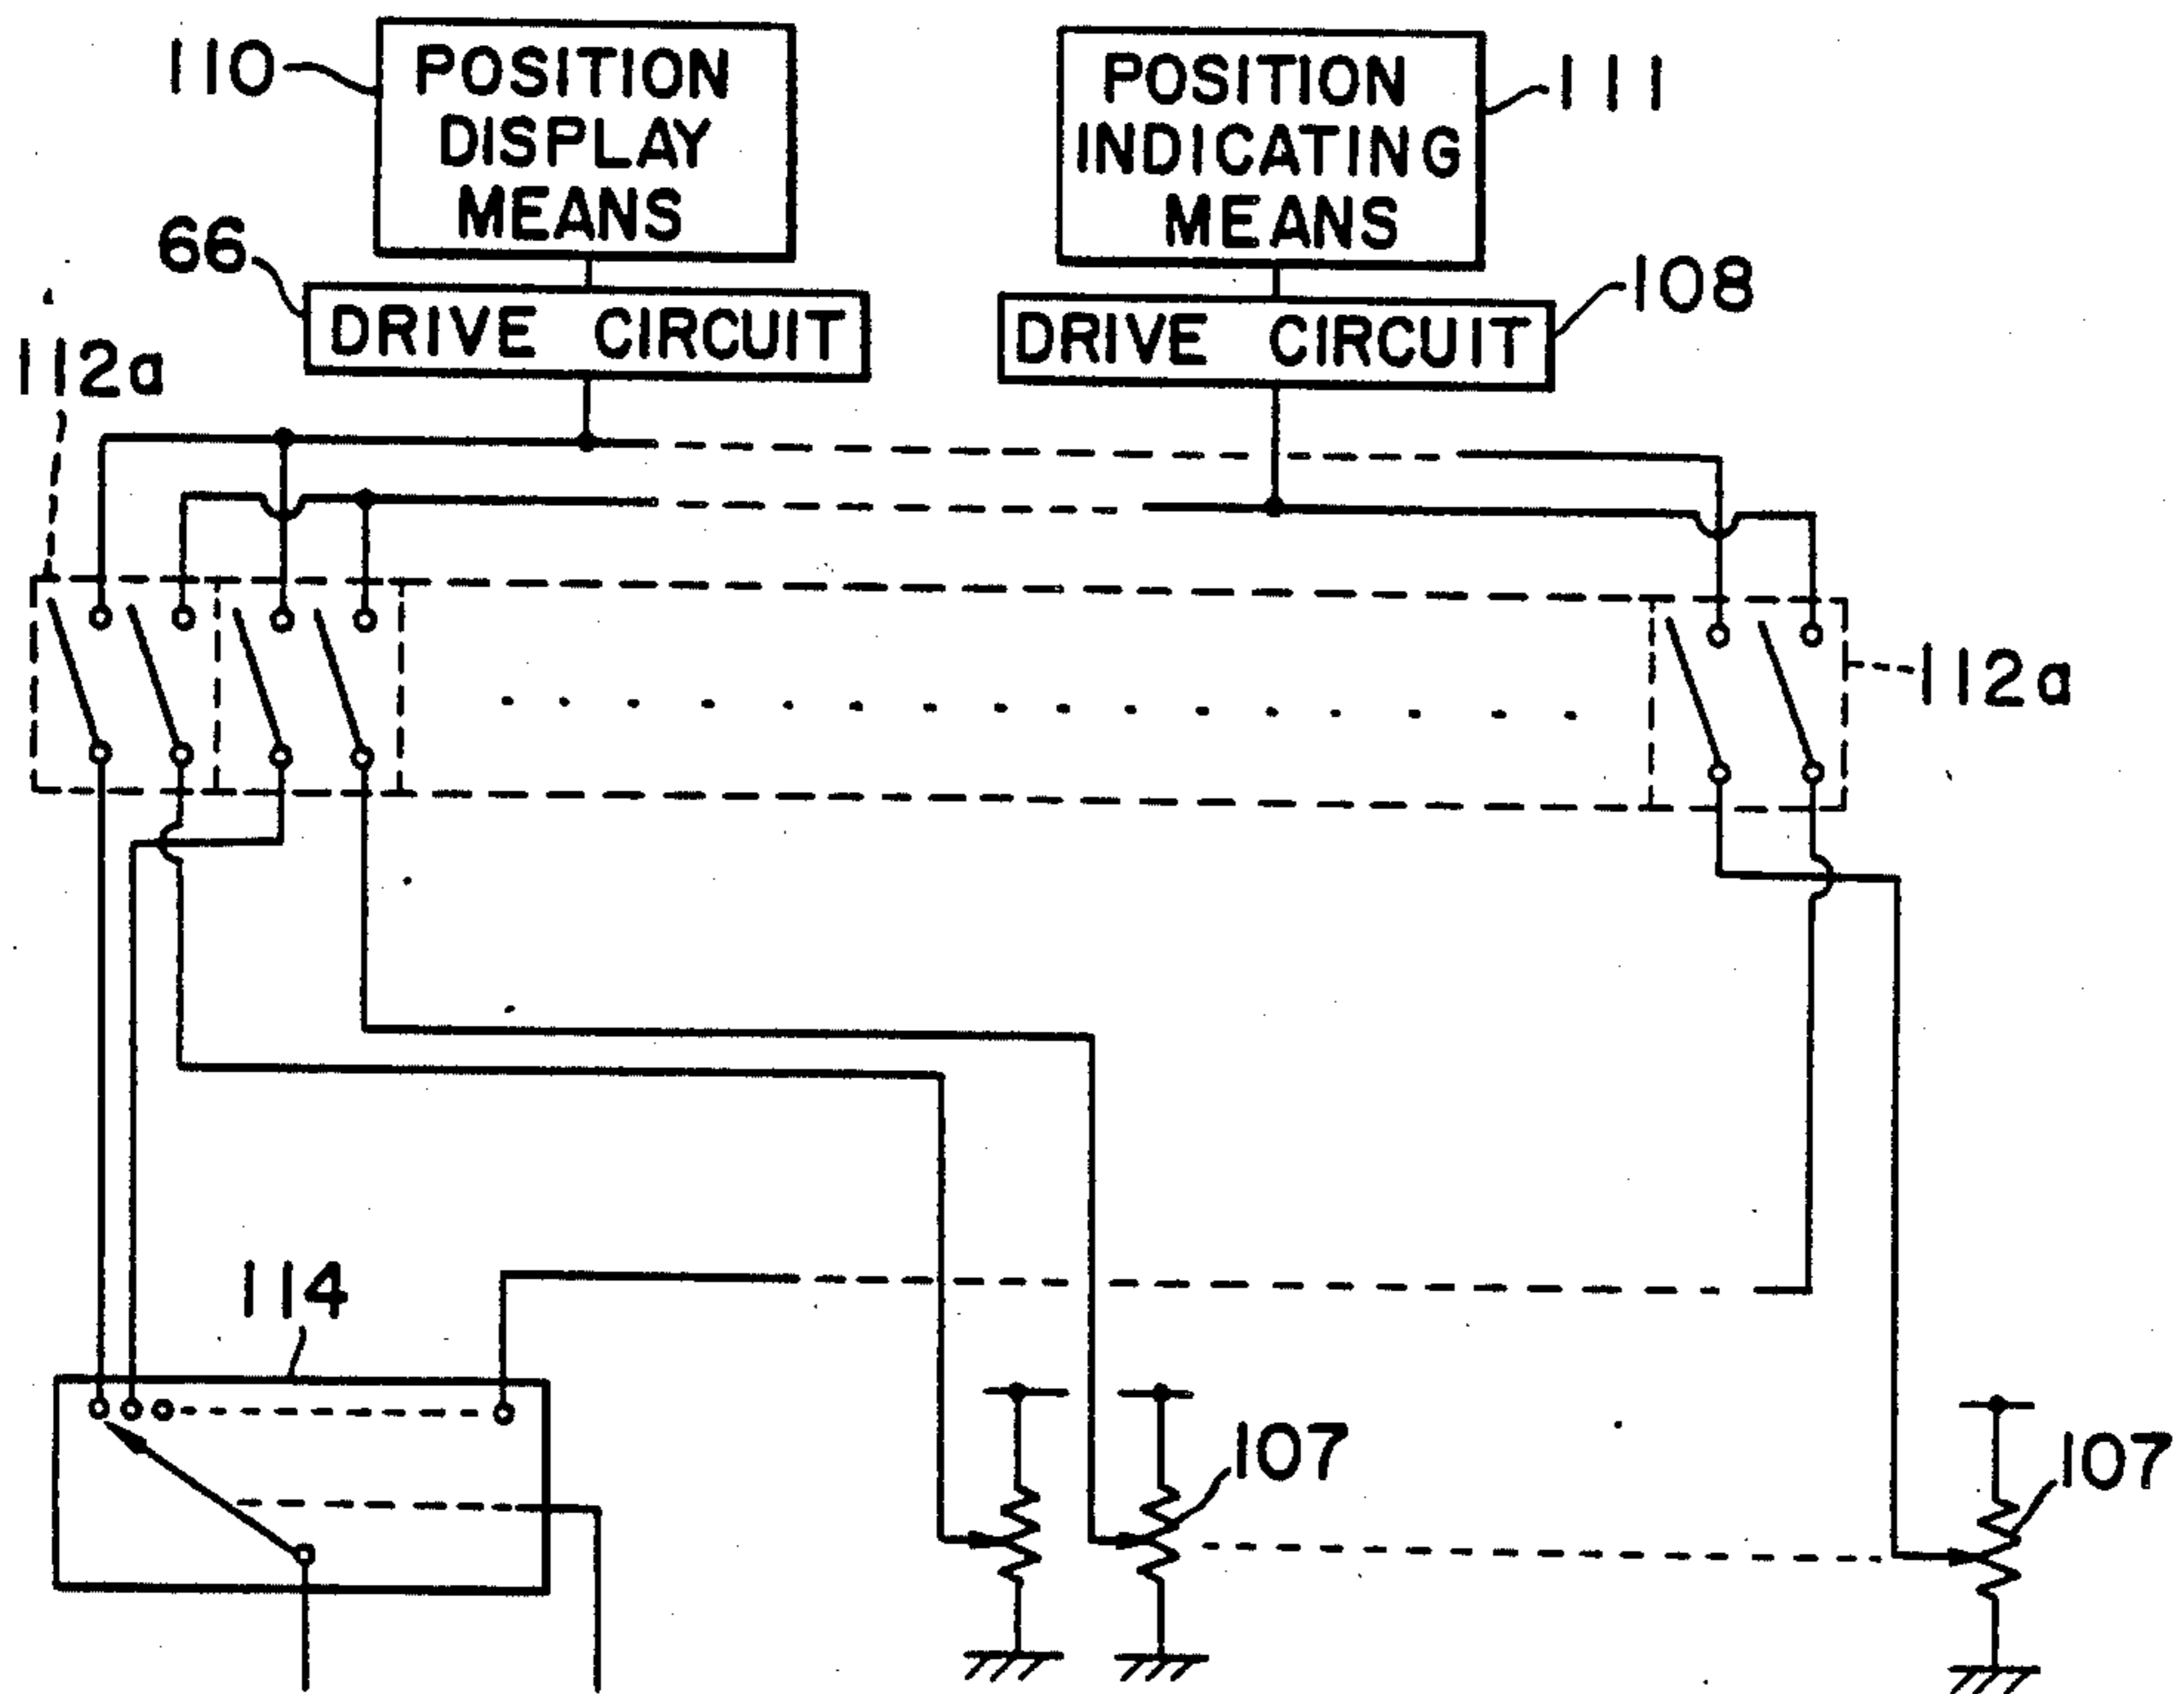 110
POSITION
DISPLAY
MEANS
POSITION
INDICATING
MEANS
111
66
DRIVE CIRCUIT
DRIVE CIRCUIT
108
112a
112a
114
107
107